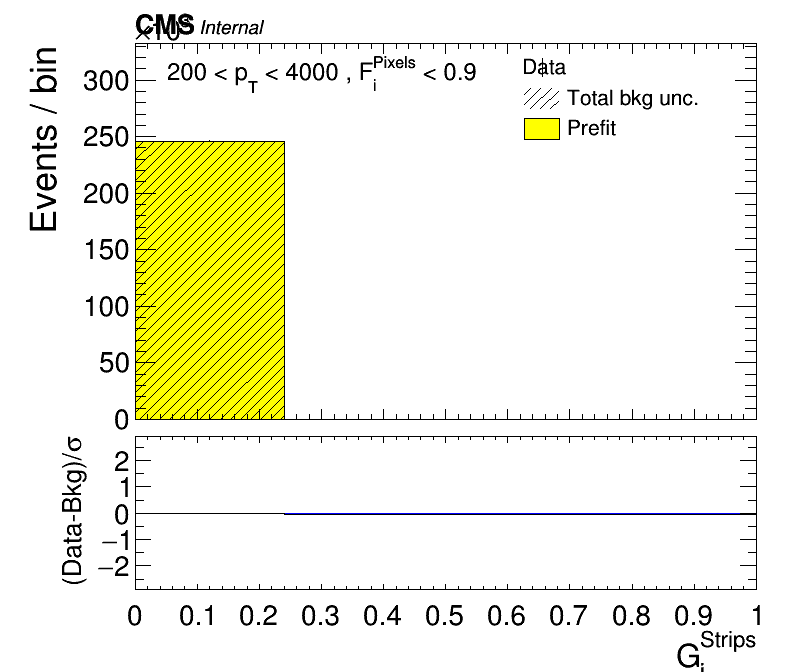 CMS Internal
×10³
200 < p_T < 4000 , F_i^Pixels < 0.9
Data
Total bkg unc.
Prefit
Events / bin
300
250
200
150
100
50
0
(Data-Bkg)/σ
2
1
0
−1
−2
0 0.1 0.2 0.3 0.4 0.5 0.6 0.7 0.8 0.9 1
G_i^Strips